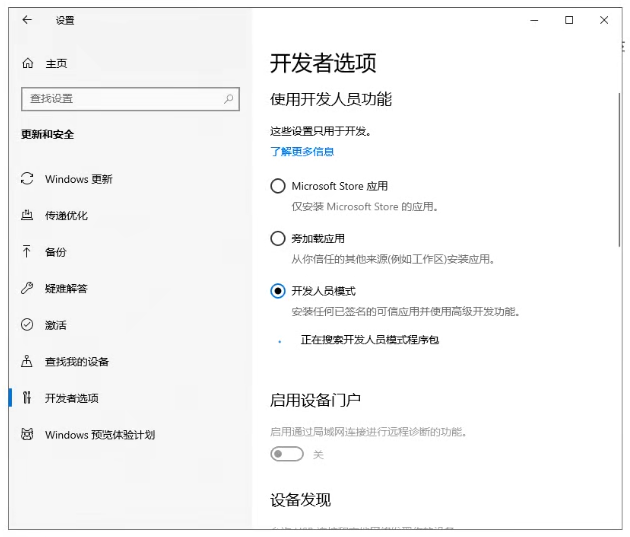 设置
主页
查找设置
更新和安全
Windows 更新
传递优化
备份
疑难解答
激活
查找我的设备
开发者选项
Windows 预览体验计划
开发者选项
使用开发人员功能
这些设置只用于开发。
了解更多信息
Microsoft Store 应用
仅安装 Microsoft Store 的应用。
旁加载应用
从你信任的其他来源(例如工作区)安装应用。
开发人员模式
安装任何已签名的可信应用并使用高级开发功能。
正在搜索开发人员模式程序包
启用设备门户
启用通过局域网连接进行远程诊断的功能。
关
设备发现